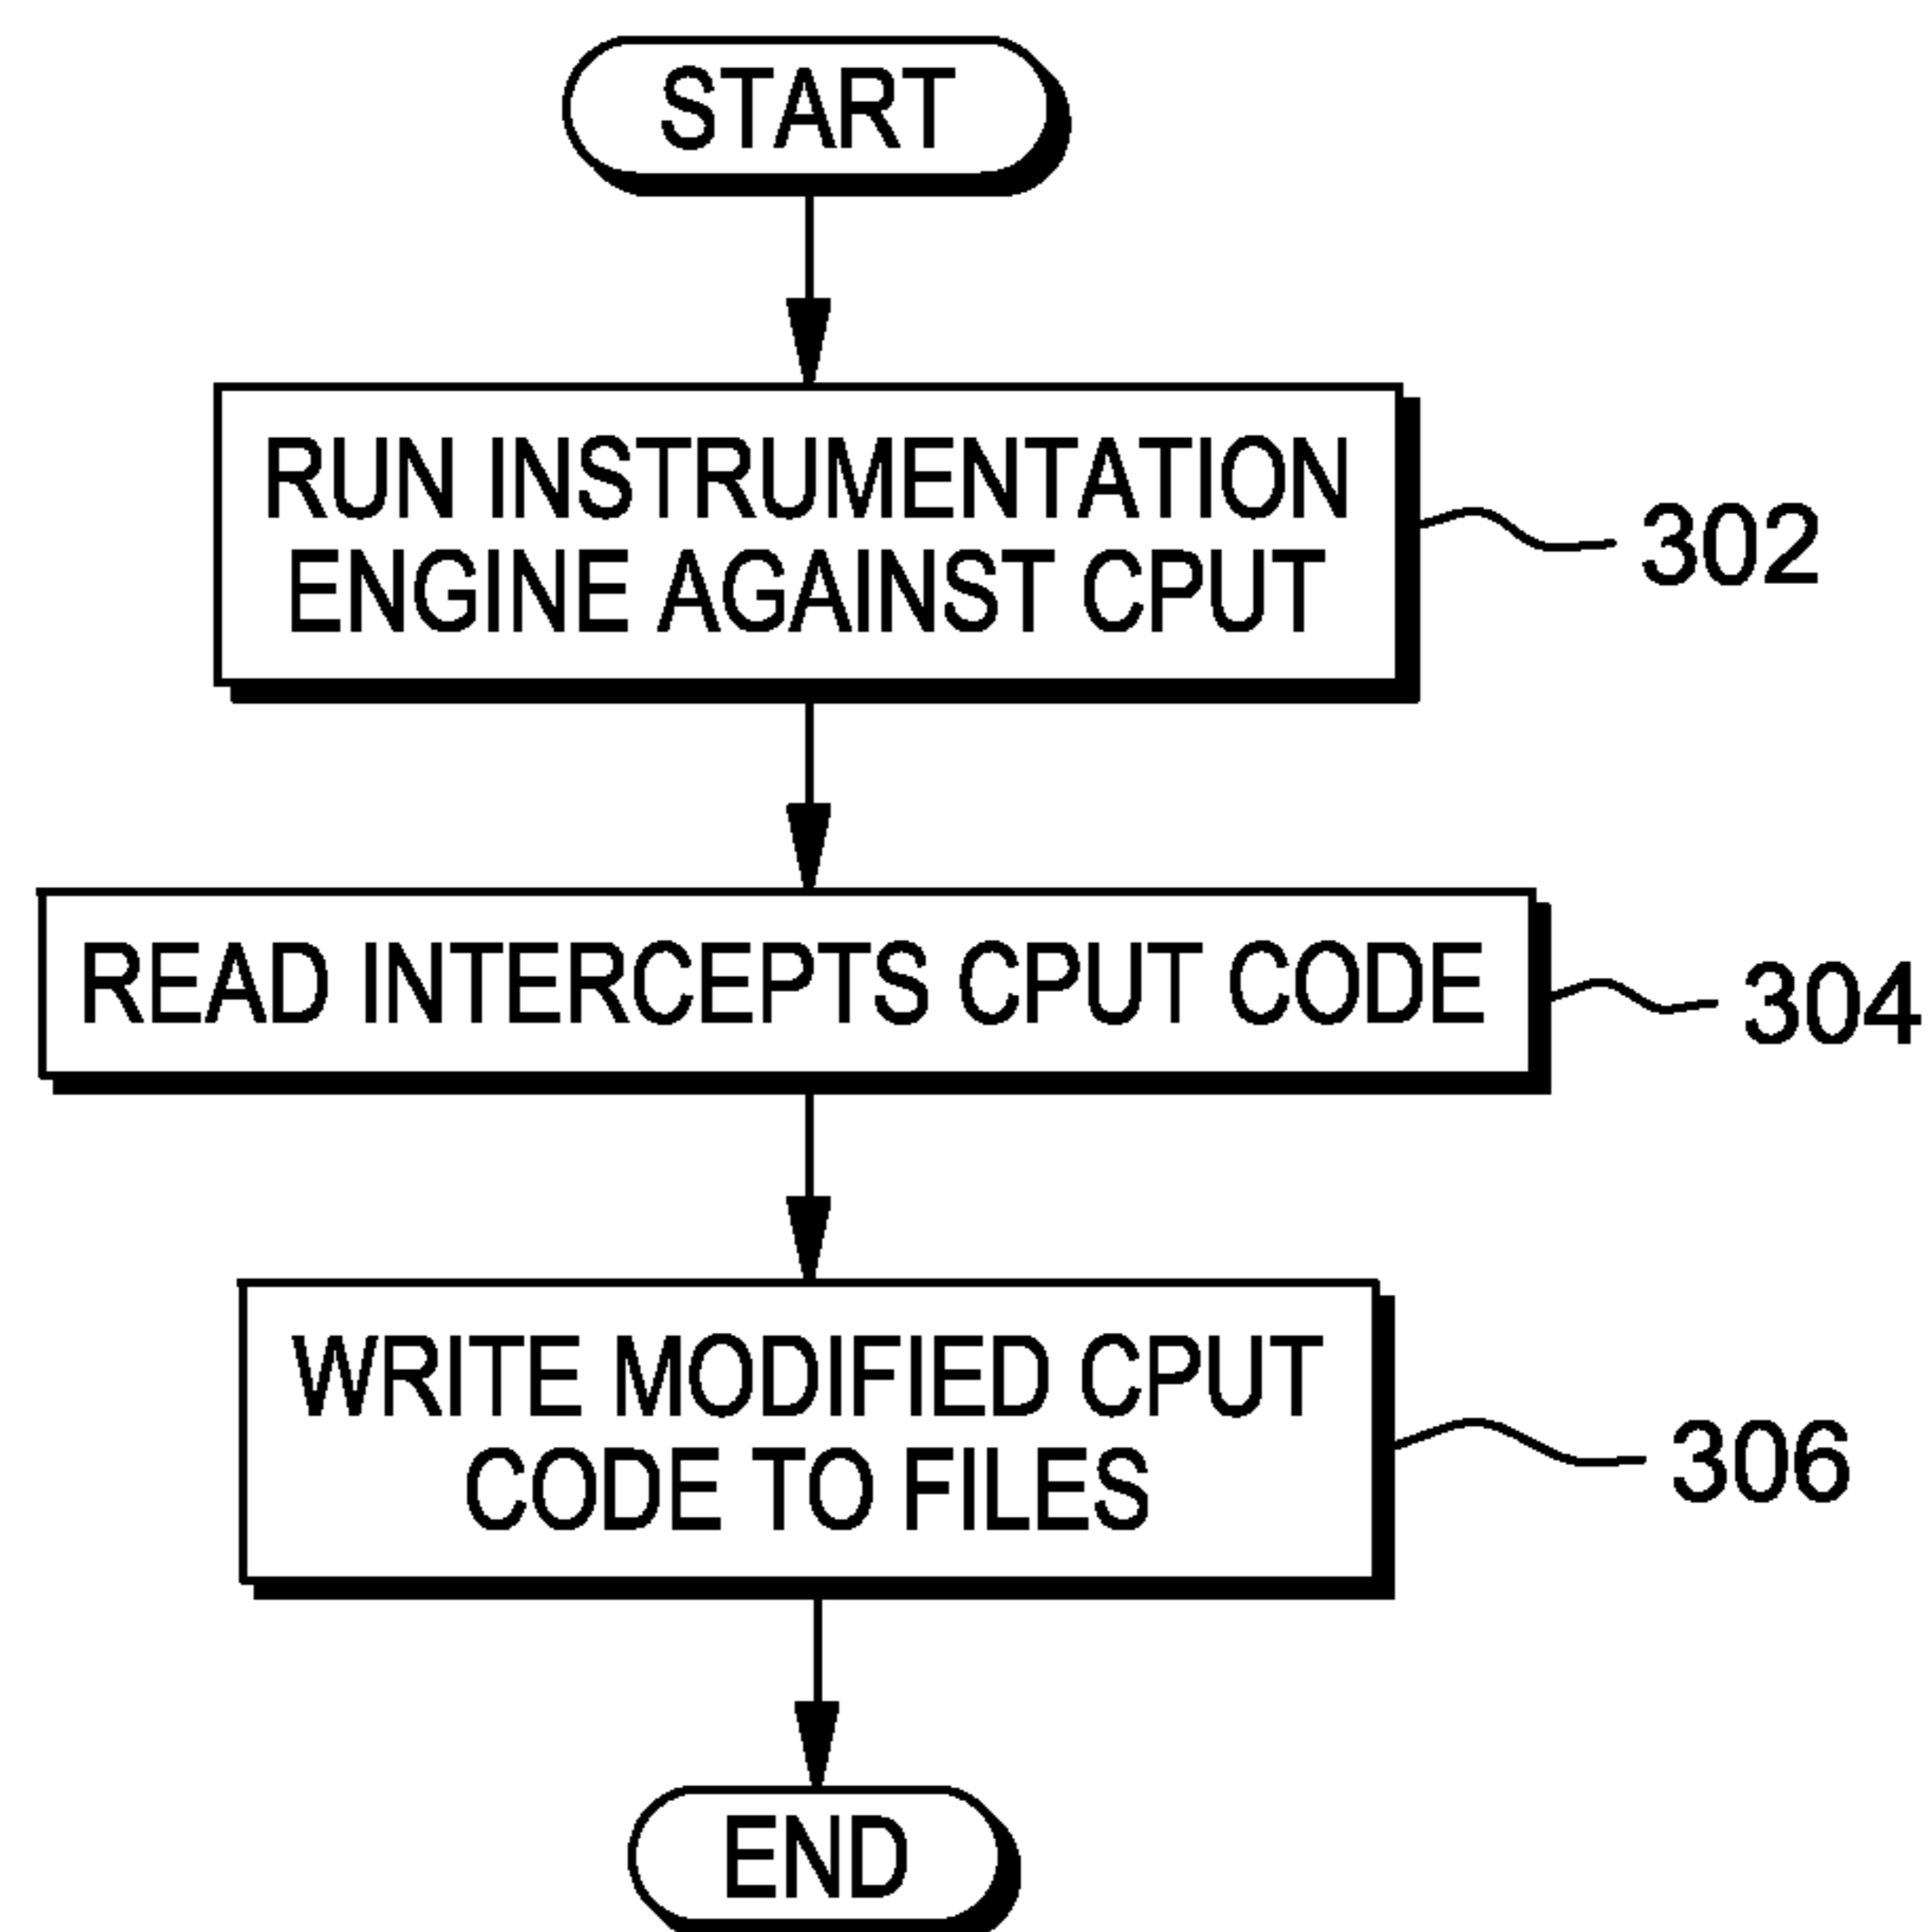 START
RUN INSTRUMENTATION
ENGINE AGAINST CPUT
302
READ INTERCEPTS CPUT CODE
304
WRITE MODIFIED CPUT
CODE TO FILES
306
END